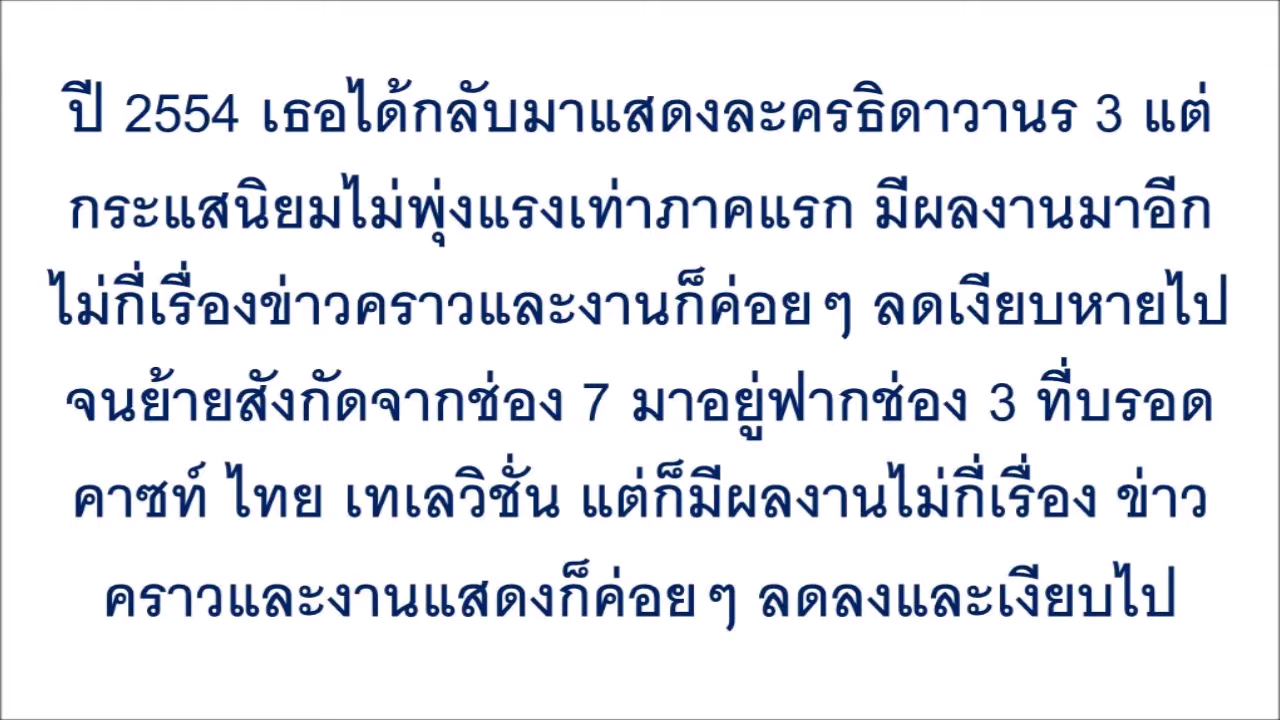 ปี 2554 เธอได้กลับมาแสดงละครธิดาวานร 3 แต่
กระแสนิยมไม่พุ่งแรงเท่าภาคแรก มีผลงานมาอีก
ไม่กี่เรื่องข่าวคราวและงานก็ค่อยๆ ลดเงียบหายไป
จนย้ายสังกัดจากช่อง 7 มาอยู่ฟากช่อง 3 ที่บรอด
คาซท์ ไทย เทเลวิชั่น แต่ก็มีผลงานไม่กี่เรื่อง ข่าว
คราวและงานแสดงก็ค่อยๆ ลดลงและเงียบไป